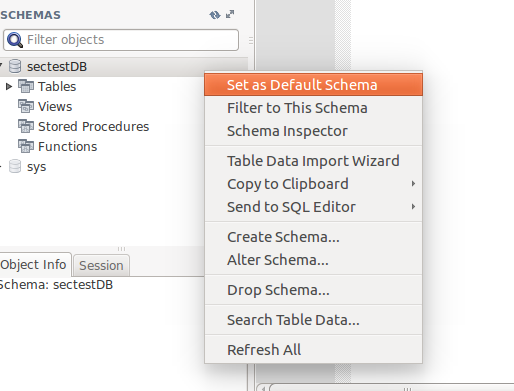 SCHEMAS
Filter objects
sectestDB
Tables
Views
Stored Procedures
Functions
sys
Set as Default Schema
Filter to This Schema
Schema Inspector
Table Data Import Wizard
Copy to Clipboard
Send to SQL Editor
Create Schema...
Alter Schema...
Drop Schema...
Search Table Data...
Refresh All
Object Info Session
Schema: sectestDB